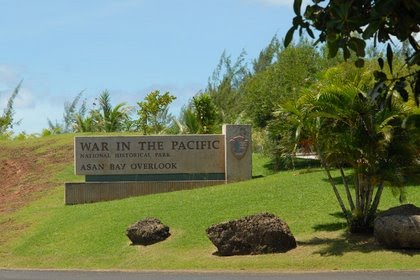 WAR IN THE PACIFIC
NATIONAL HISTORICAL PARK
ASAN BAY OVERLOOK